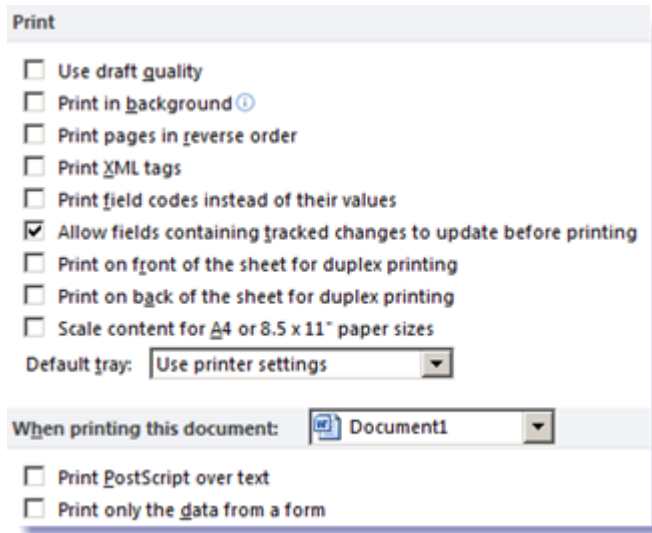 Print
Use draft quality
Print in background
Print pages in reverse order
Print XML tags
Print field codes instead of their values
Allow fields containing tracked changes to update before printing
Print on front of the sheet for duplex printing
Print on back of the sheet for duplex printing
Scale content for A4 or 8.5 x 11" paper sizes
Default tray: Use printer settings
When printing this document: Document1
Print PostScript over text
Print only the data from a form